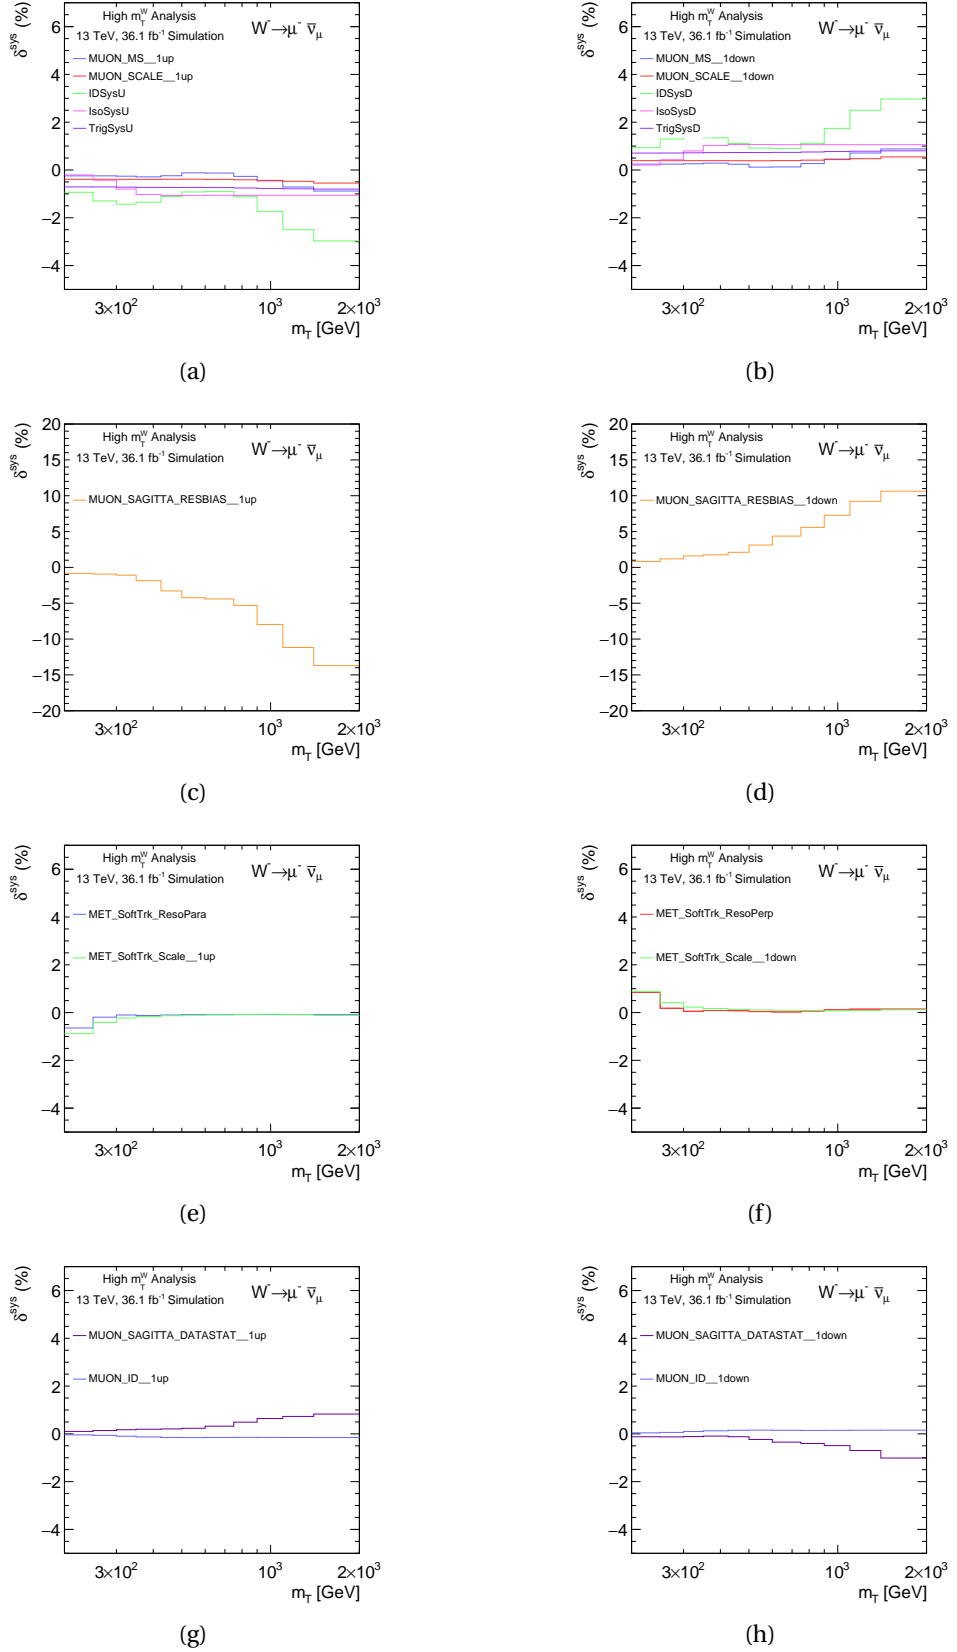 δ^sys (%)
High m_T^W Analysis
13 TeV, 36.1 fb^-1 Simulation
W^-→μ^- ν̄_μ
MUON_MS__1up
MUON_SCALE__1up
IDSysU
IsoSysU
TrigSysU
6
4
2
0
−2
−4
3×10^2
10^3
2×10^3
m_T [GeV]
(a)
δ^sys (%)
High m_T^W Analysis
13 TeV, 36.1 fb^-1 Simulation
W^-→μ^- ν̄_μ
MUON_MS__1down
MUON_SCALE__1down
IDSysD
IsoSysD
TrigSysD
6
4
2
0
−2
−4
3×10^2
10^3
2×10^3
m_T [GeV]
(b)
δ^sys (%)
High m_T^W Analysis
13 TeV, 36.1 fb^-1 Simulation
W^-→μ^- ν̄_μ
MUON_SAGITTA_RESBIAS__1up
20
15
10
5
0
−5
−10
−15
−20
3×10^2
10^3
2×10^3
m_T [GeV]
(c)
δ^sys (%)
High m_T^W Analysis
13 TeV, 36.1 fb^-1 Simulation
W^-→μ^- ν̄_μ
MUON_SAGITTA_RESBIAS__1down
20
15
10
5
0
−5
−10
−15
−20
3×10^2
10^3
2×10^3
m_T [GeV]
(d)
δ^sys (%)
High m_T^W Analysis
13 TeV, 36.1 fb^-1 Simulation
W^-→μ^- ν̄_μ
MET_SoftTrk_ResoPara
MET_SoftTrk_Scale__1up
6
4
2
0
−2
−4
3×10^2
10^3
2×10^3
m_T [GeV]
(e)
δ^sys (%)
High m_T^W Analysis
13 TeV, 36.1 fb^-1 Simulation
W^-→μ^- ν̄_μ
MET_SoftTrk_ResoPerp
MET_SoftTrk_Scale__1down
6
4
2
0
−2
−4
3×10^2
10^3
2×10^3
m_T [GeV]
(f)
δ^sys (%)
High m_T^W Analysis
13 TeV, 36.1 fb^-1 Simulation
W^-→μ^- ν̄_μ
MUON_SAGITTA_DATASTAT__1up
MUON_ID__1up
6
4
2
0
−2
−4
3×10^2
10^3
2×10^3
m_T [GeV]
(g)
δ^sys (%)
High m_T^W Analysis
13 TeV, 36.1 fb^-1 Simulation
W^-→μ^- ν̄_μ
MUON_SAGITTA_DATASTAT__1down
MUON_ID__1down
6
4
2
0
−2
−4
3×10^2
10^3
2×10^3
m_T [GeV]
(h)